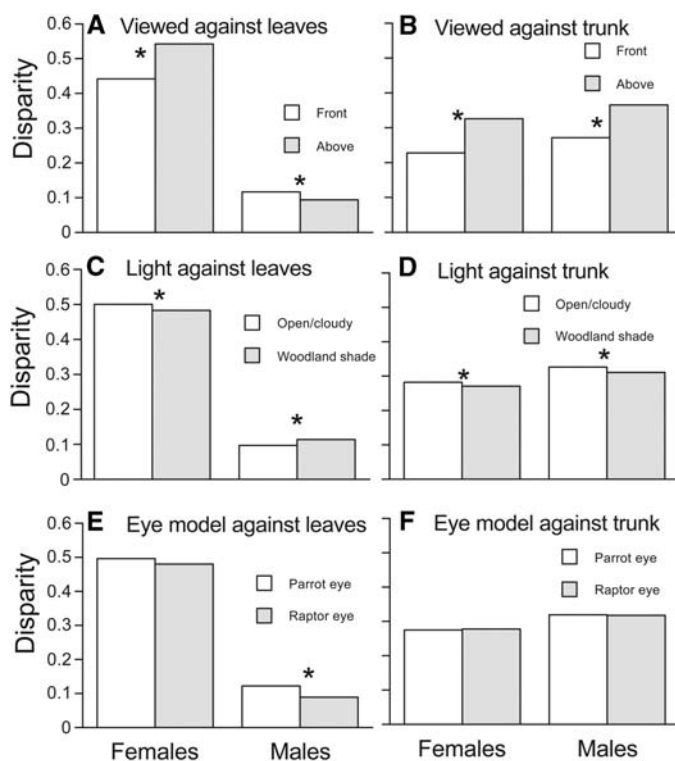 A Viewed against leaves
0.6
0.5
0.4
0.3
0.2
0.1
0
Disparity
*
*
Front
Above
B Viewed against trunk
Front
Above
*
*
C Light against leaves
0.6
0.5
0.4
0.3
0.2
0.1
0
Disparity
*
*
Open/cloudy
Woodland shade
D Light against trunk
Open/cloudy
Woodland shade
*
*
E Eye model against leaves
0.6
0.5
0.4
0.3
0.2
0.1
0
Disparity
Parrot eye
Raptor eye
*
Females Males
F Eye model against trunk
Parrot eye
Raptor eye
Females Males